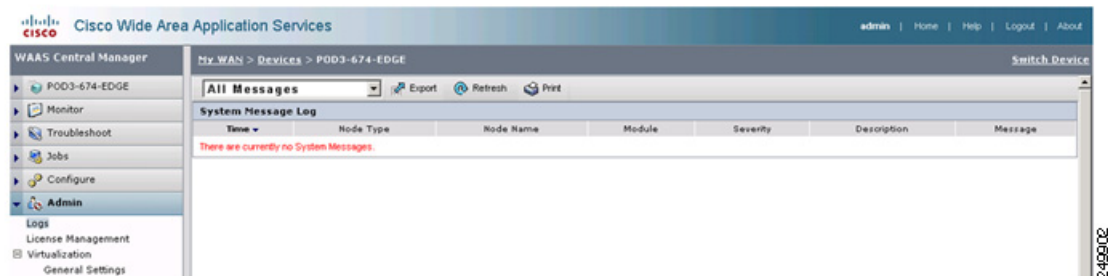 CISCO Cisco Wide Area Application Services
admin | Home | Help | Logout | About
WAAS Central Manager
My WAN > Devices > POD3-674-EDGE
Switch Device
POD3-674-EDGE
Monitor
Troubleshoot
Jobs
Configure
Admin
Logs
License Management
Virtualization
General Settings
All Messages Export Refresh Print
System Message Log
Time Node Type Node Name Module Severity Description Message
There are currently no System Messages.
249902